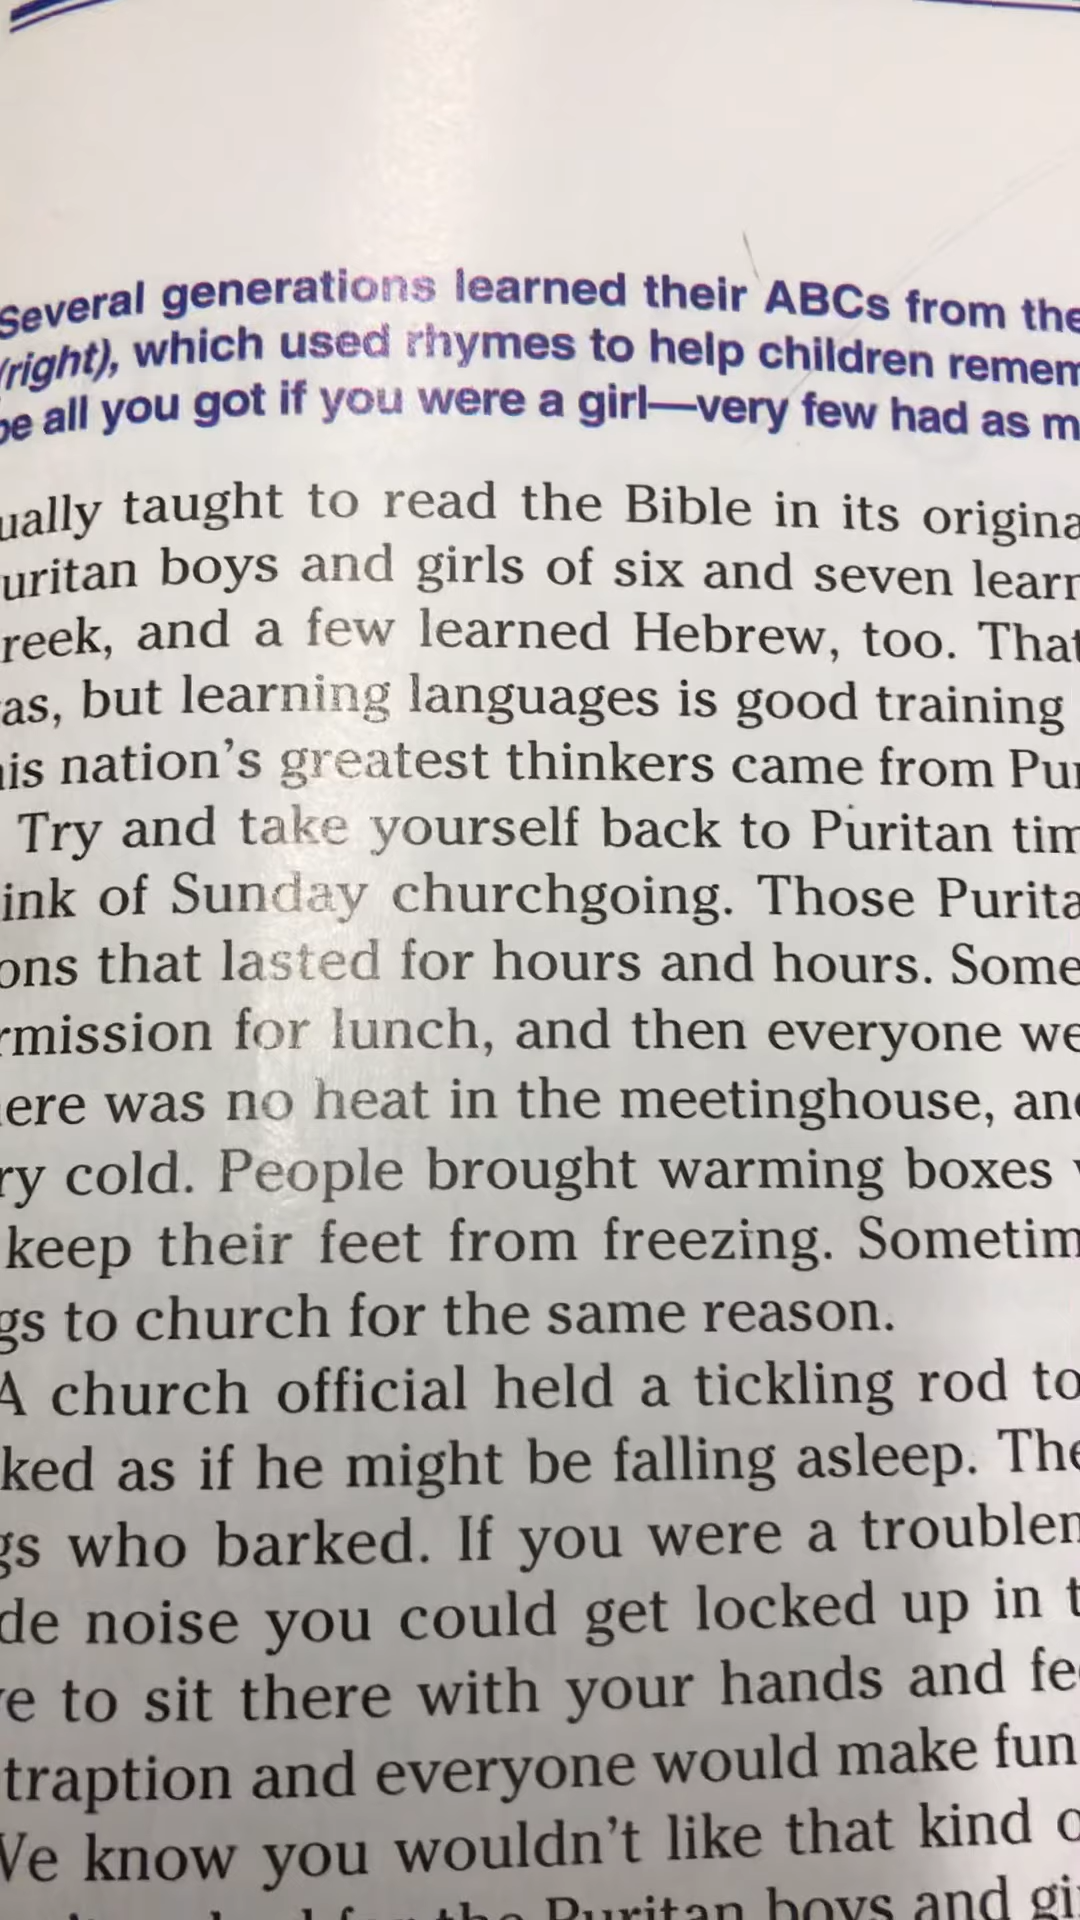 Several generations learned their ABCs from the
(right), which used rhymes to help children remem
be all you got if you were a girl—very few had as m
ually taught to read the Bible in its origina
uritan boys and girls of six and seven learn
reek, and a few learned Hebrew, too. That
as, but learning languages is good training
is nation's greatest thinkers came from Pur
Try and take yourself back to Puritan tim
ink of Sunday churchgoing. Those Purita
ons that lasted for hours and hours. Some
rmission for lunch, and then everyone we
ere was no heat in the meetinghouse, and
ry cold. People brought warming boxes
keep their feet from freezing. Sometim
gs to church for the same reason.
A church official held a tickling rod to
ked as if he might be falling asleep. The
gs who barked. If you were a troublem
de noise you could get locked up in t
e to sit there with your hands and fe
traption and everyone would make fun
We know you wouldn't like that kind o
the Puritan boys and gi